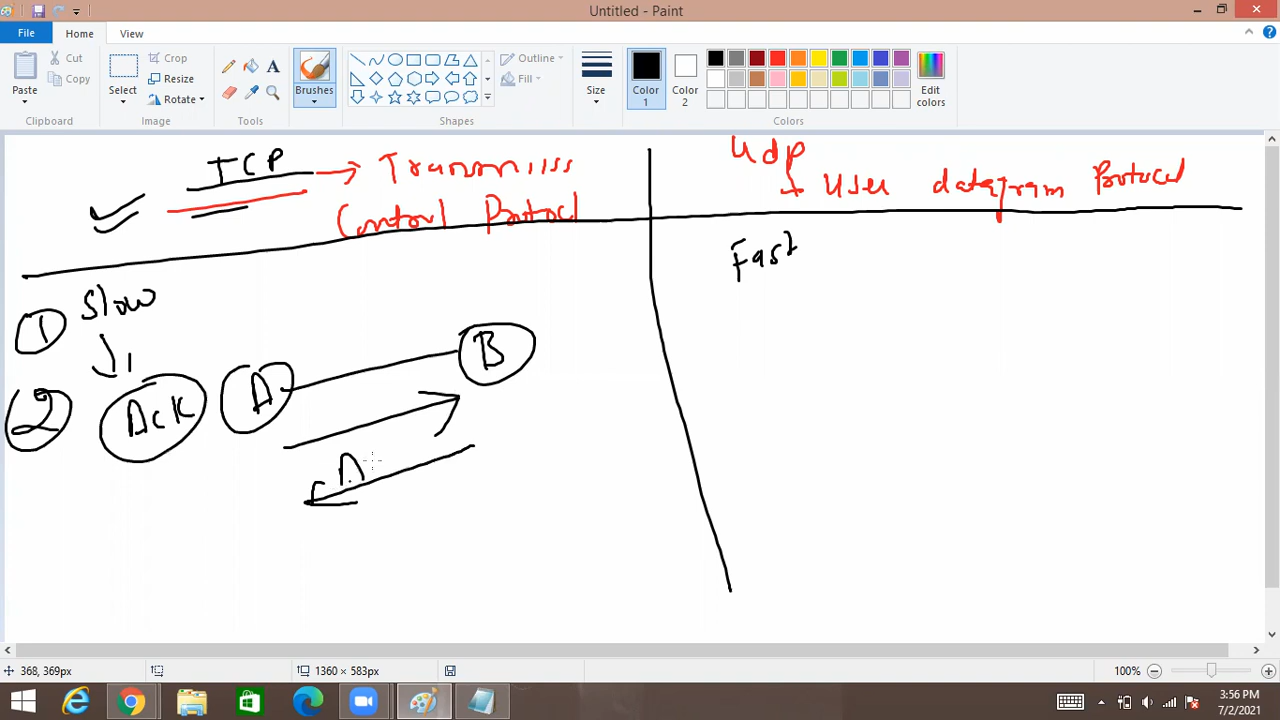 Untitled - Paint
File Home View
Paste Cut Copy Clipboard
Select Crop Resize Rotate Image
Tools
Brushes
Outline Fill Shapes
Size
Color 1
Color 2
Edit colors
Colors
TCP → Transmiss
Control Protocl
Udp
→ User datagram Protocol
① Slow
Fast
② Ack A B
A
368, 369px 1360 × 583px 100%
3:56 PM
7/2/2021